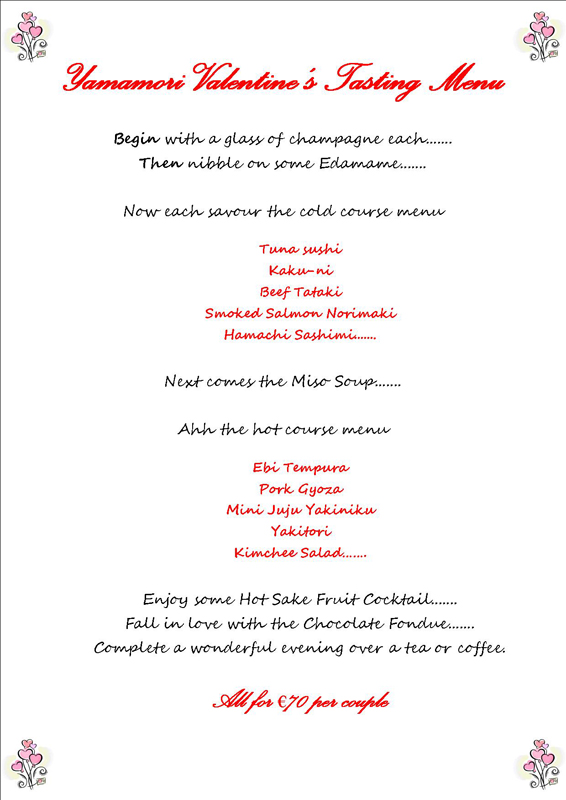 Yamamori Valentine's Tasting Menu
Begin with a glass of champagne each.......
Then nibble on some Edamame.......
Now each savour the cold course menu
Tuna sushi
Kaku-ni
Beef Tataki
Smoked Salmon Norimaki
Hamachi Sashimi......
Next comes the Miso Soup.......
Ahh the hot course menu
Ebi Tempura
Pork Gyoza
Mini Juju Yakiniku
Yakitori
Kimchee Salad.......
Enjoy some Hot Sake Fruit Cocktail.......
Fall in love with the Chocolate Fondue.......
Complete a wonderful evening over a tea or coffee.
All for €70 per couple